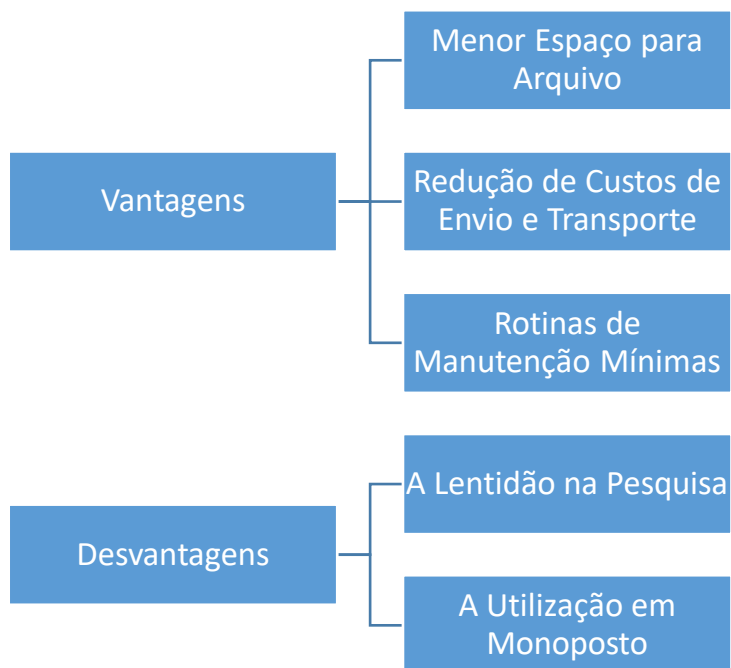 Vantagens
Menor Espaço para
Arquivo
Redução de Custos de
Envio e Transporte
Rotinas de
Manutenção Mínimas
Desvantagens
A Lentidão na Pesquisa
A Utilização em
Monoposto